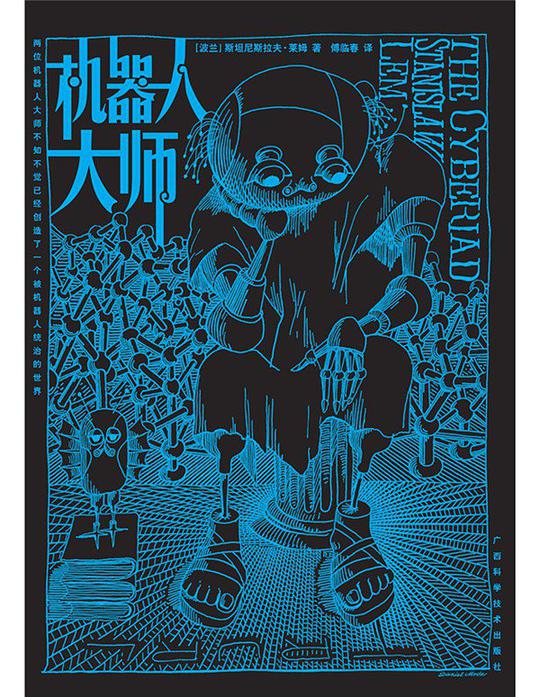 两位机器人大师不知不觉已经创造了一个被机器人统治的世界
机器人
大师
[波兰] 斯坦尼斯拉夫·莱姆 著 傅临春 译
THE CYBERIAD
STANISŁAW
LEM
广西科学技术出版社
Daniel Mróz